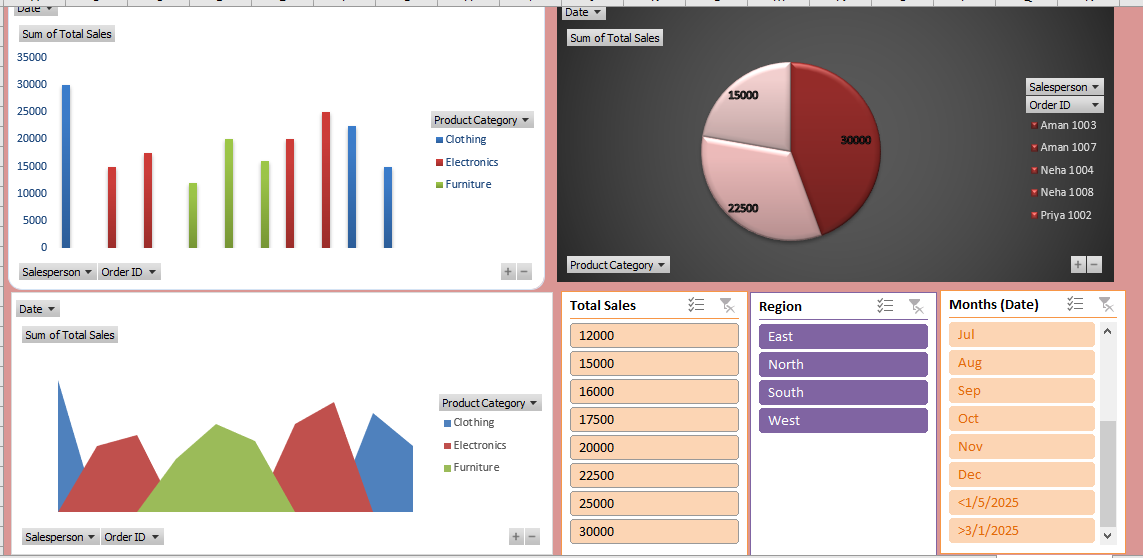 Date
Sum of Total Sales
35000
30000
25000
20000
15000
10000
5000
0
Product Category
Clothing
Electronics
Furniture
Salesperson Order ID
Date
Sum of Total Sales
15000
30000
22500
Salesperson
Order ID
Aman 1003
Aman 1007
Neha 1004
Neha 1008
Priya 1002
Product Category
Date
Sum of Total Sales
Product Category
Clothing
Electronics
Furniture
Salesperson Order ID
Total Sales
12000
15000
16000
17500
20000
22500
25000
30000
Region
East
North
South
West
Months (Date)
Jul
Aug
Sep
Oct
Nov
Dec
<1/5/2025
>3/1/2025